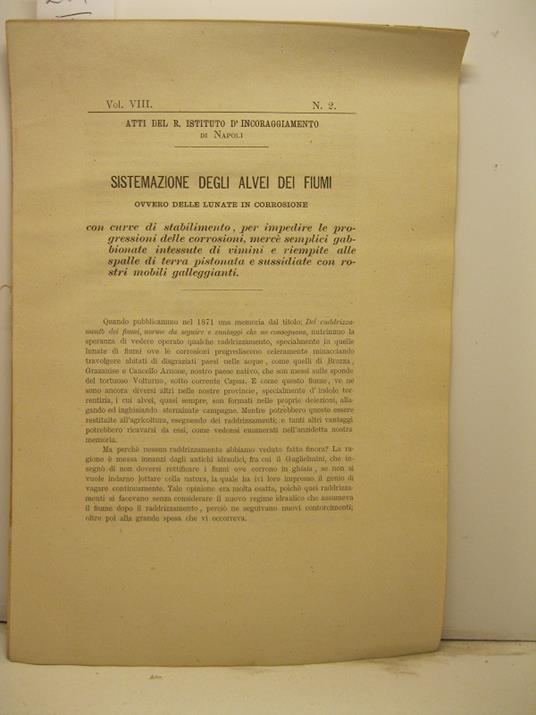 Vol. VIII. N. 2.
ATTI DEL R. ISTITUTO D'INCORAGGIAMENTO
DI NAPOLI
SISTEMAZIONE DEGLI ALVEI DEI FIUMI
OVVERO DELLE LUNATE IN CORROSIONE
con curve di stabilimento, per impedire le pro-
gressioni delle corrosioni, mercè semplici gab-
bionate intessute di vimini e riempite alle
spalle di terra pistonata e sussidiate con ro-
stri mobili galleggianti.
Quando pubblicammo nel 1871 una memoria dal titolo; Dei raddrizza-
menti dei fiumi, norme da seguire e vantaggi che ne conseguono, nutrimmo la
speranza di vedere operato qualche raddrizzamento, specialmente in quelle
lunate di fiumi ove le corrosioni progrediscono celeramente minacciando
travolgere abitati di disgraziati paesi nelle acque, come quelli di Brezza,
Grazanise e Cancello Arnone, nostro paese nativo, che son messi sulle sponde
del tortuoso Volturno, sotto corrente Capua. E come questo fiume, ve ne
sono ancora diversi altri nelle nostre provincie, specialmente d'indole tor-
rentizia, i cui alvei, quasi sempre, son formati nelle proprie deiezioni, alla-
gando ed inghiaiando sterminate campagne. Mentre potrebbero queste essere
restituite all'agricoltura, eseguendo dei raddrizzamenti; e tanti altri vantaggi
potrebbero ricavarsi da essi, come vedonsi enumerati nell'anzidetta nostra
memoria.
Ma perchè nessun raddrizzamento abbiamo veduto fatto finora? La ra-
gione è messa innanzi dagli antichi idraulici, fra cui il Guglielmini, che in-
segnò di non doversi rettificare i fiumi ove corrono in ghiaia, se non si
vuole indarno lottare colla natura, la quale ha ivi loro impresso il genio di
vagare continuamente. Tale opinione era molta esatta, poichè quei raddrizza-
menti si facevano senza considerare il nuovo regime idraulico che assumeva
il fiume dopo il raddrizzamento, perciò ne seguivano nuovi contorcimenti;
oltre poi alla grande spesa che vi occorreva.